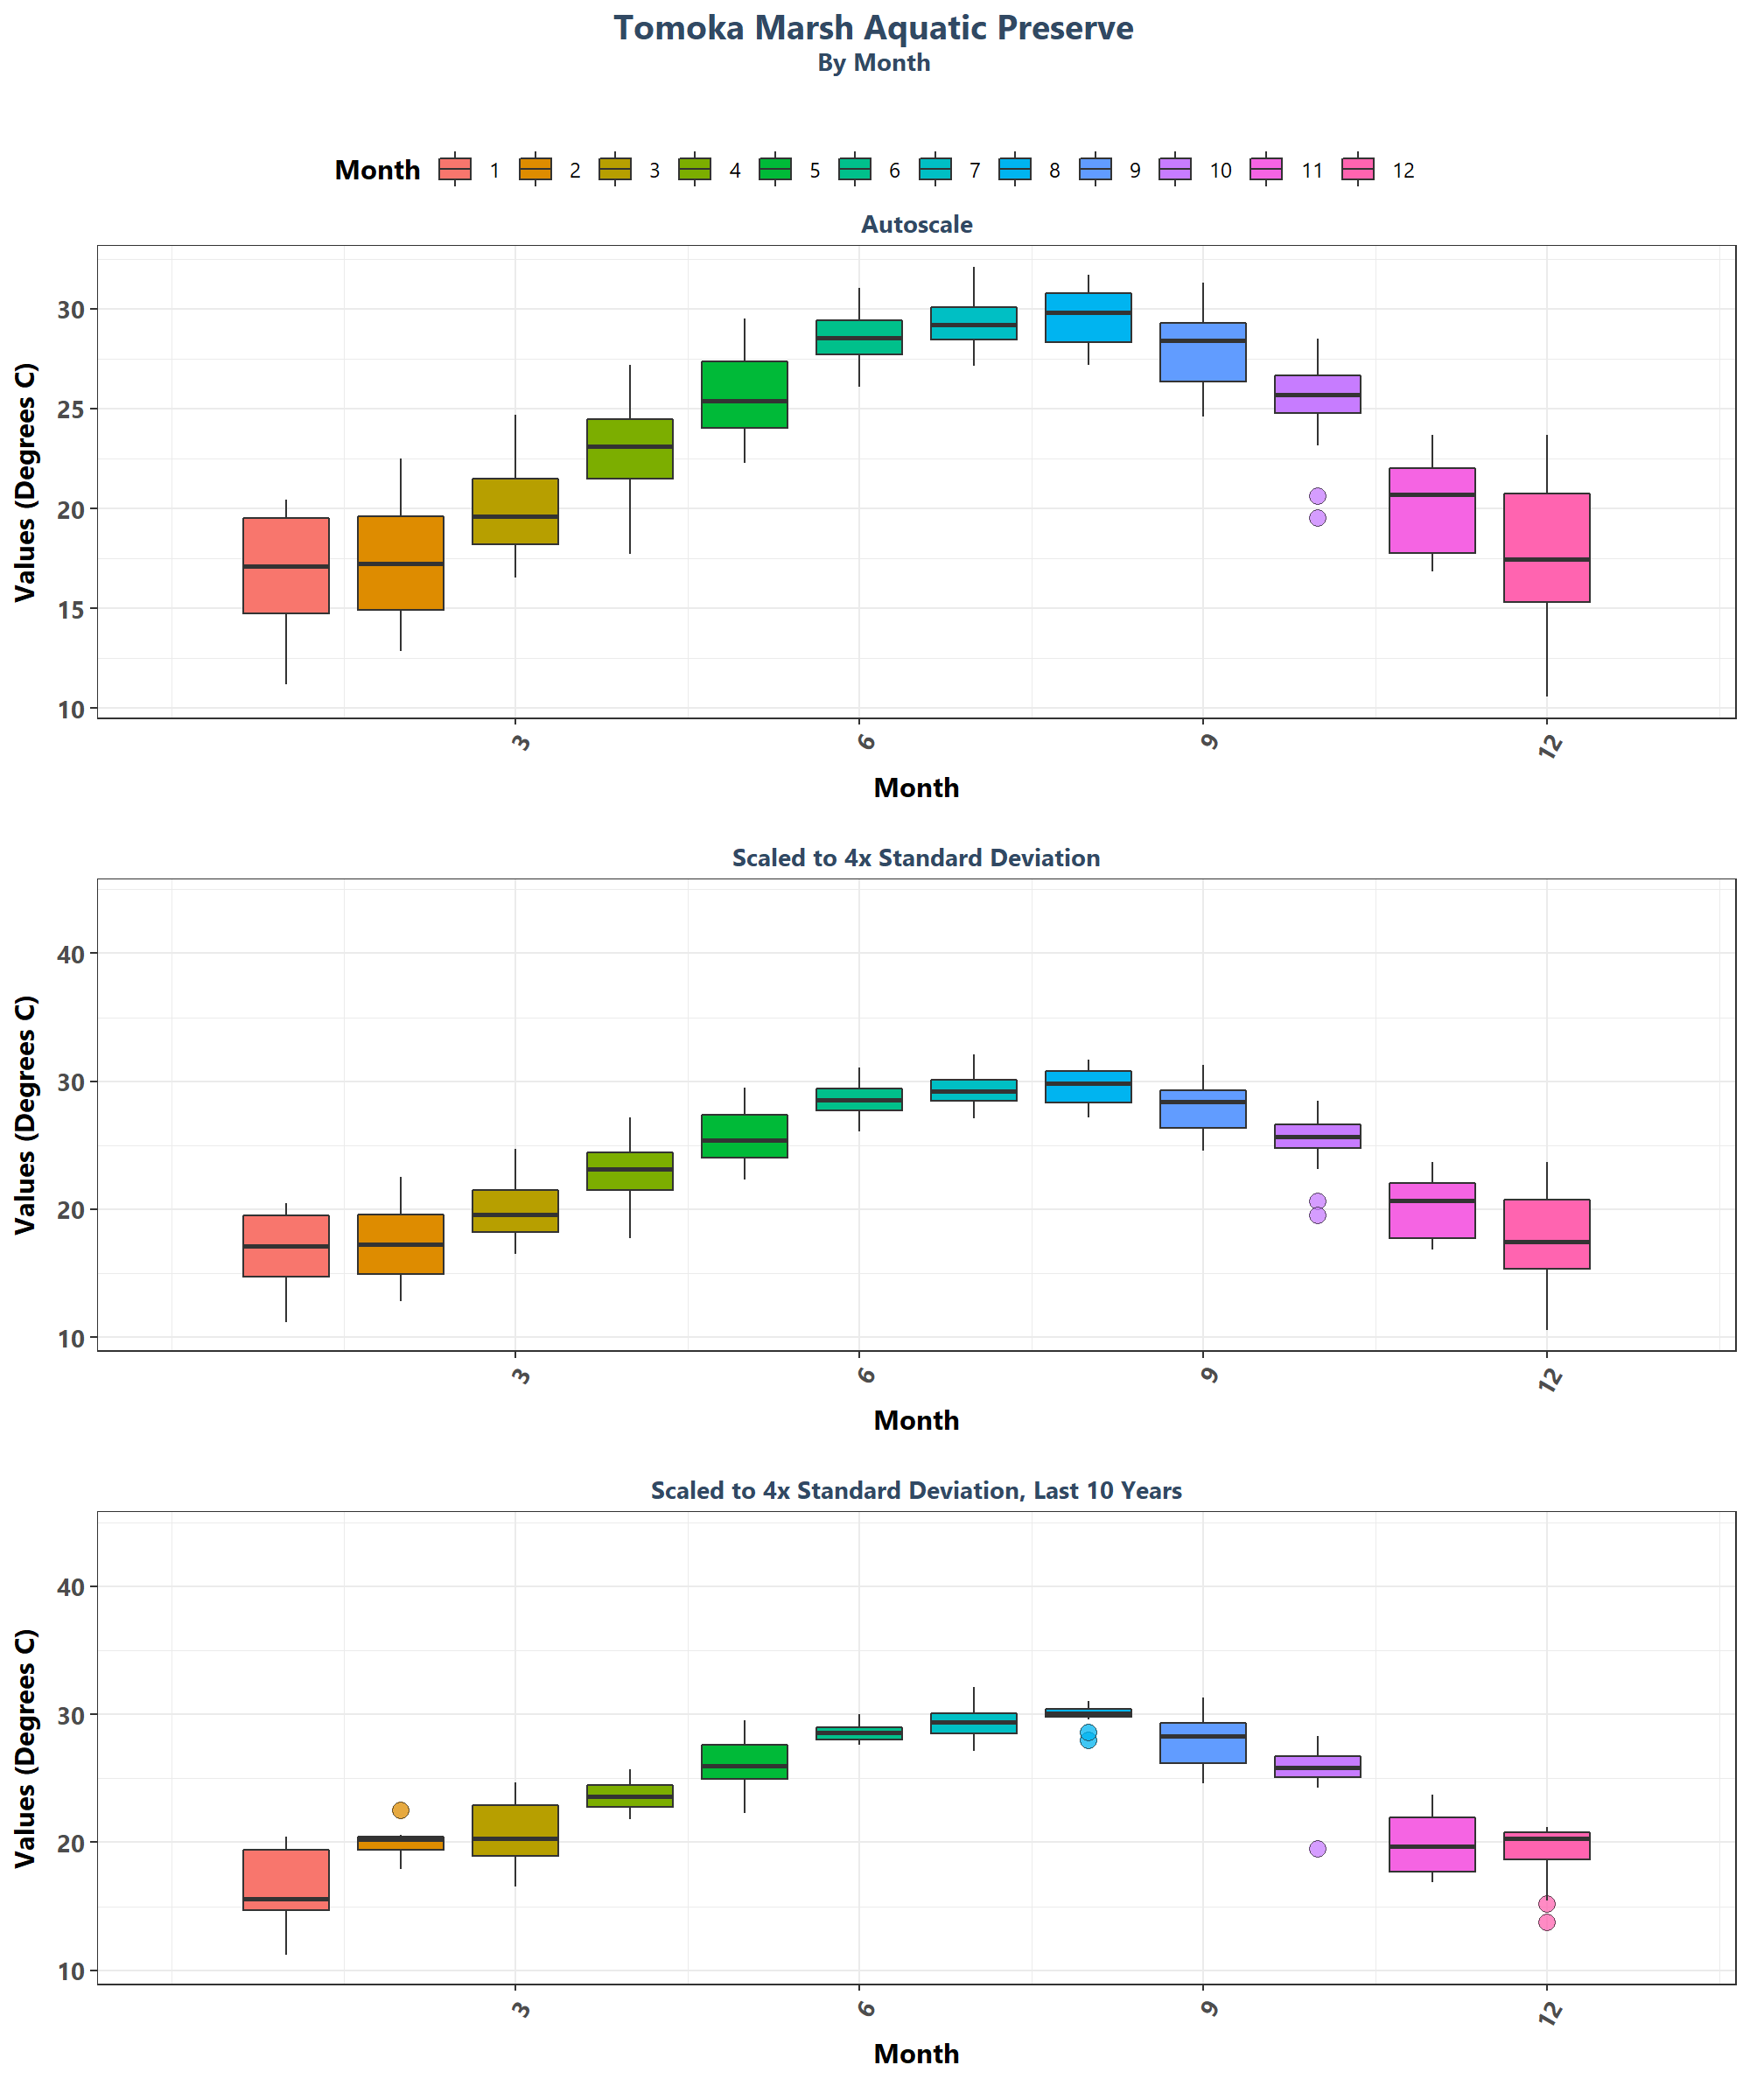 Tomoka Marsh Aquatic Preserve
By Month
Month 1 2 3 4 5 6 7 8 9 10 11 12
Autoscale
Values (Degrees C)
30
25
20
15
10
3 6 9 12
Month
Scaled to 4x Standard Deviation
Values (Degrees C)
40
30
20
10
3 6 9 12
Month
Scaled to 4x Standard Deviation, Last 10 Years
Values (Degrees C)
40
30
20
10
3 6 9 12
Month